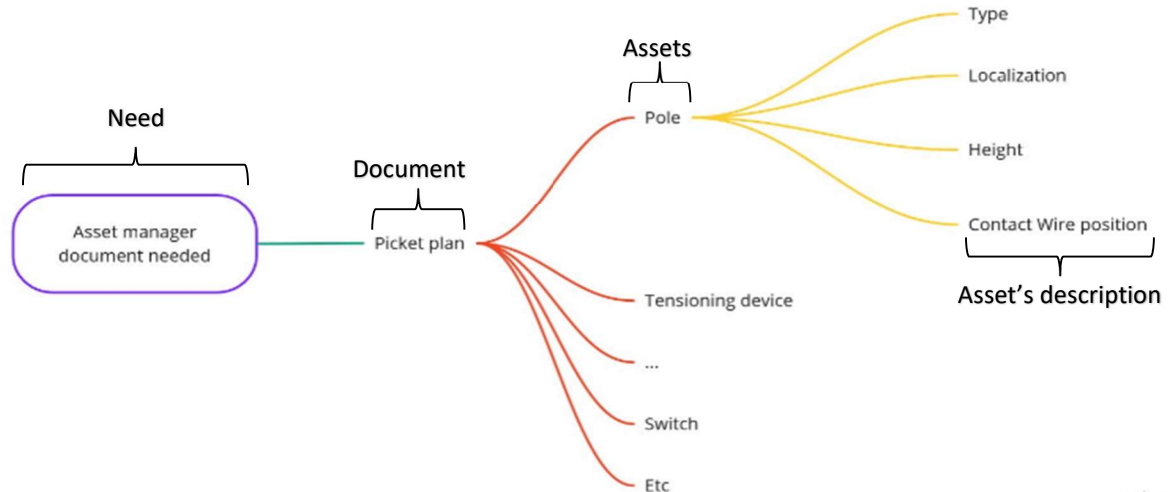 Need
Asset manager
document needed
Document
Picket plan
Assets
Pole
Tensioning device
...
Switch
Etc
Type
Localization
Height
Contact Wire position
Asset's description